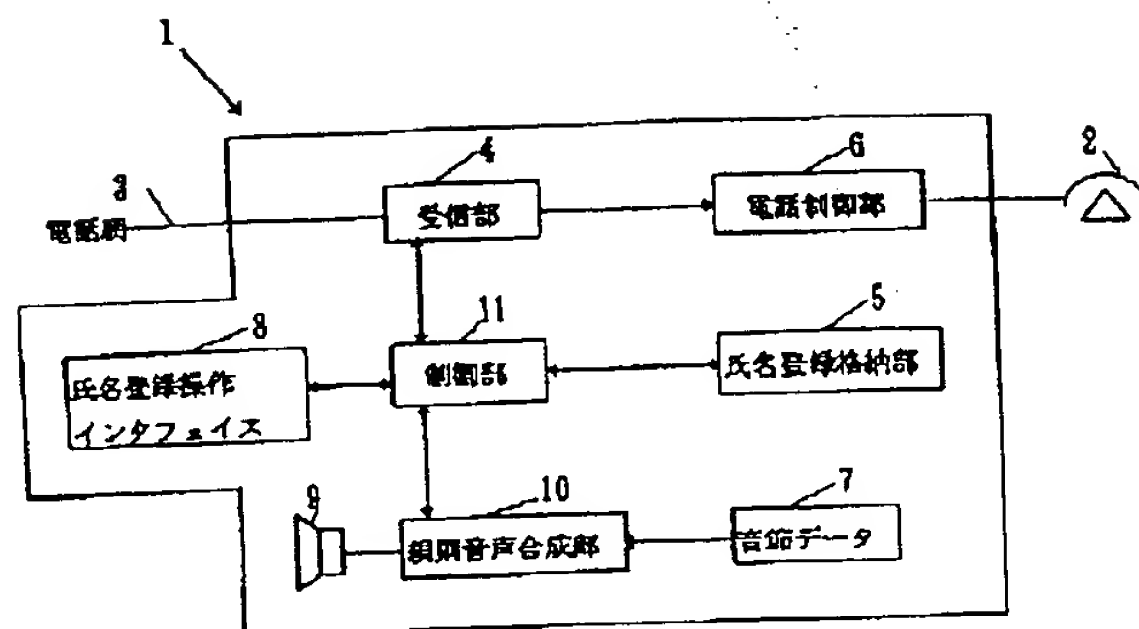 1
2
3
電話網
4
受信部
6
電話制御部
8
氏名登録操作
インタフェイス
11
制御部
5
氏名登録格納部
9
10
規則音声合成部
7
音節データ